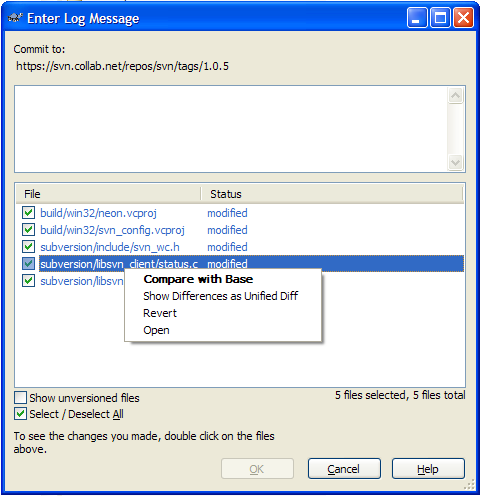 Enter Log Message
Commit to:
https://svn.collab.net/repos/svn/tags/1.0.5
File Status
build/win32/neon.vcproj modified
build/win32/svn_config.vcproj modified
subversion/include/svn_wc.h modified
subversion/libsvn_client/status.c modified
subversion/libsvn
Compare with Base
Show Differences as Unified Diff
Revert
Open
Show unversioned files
5 files selected, 5 files total
Select / Deselect All
To see the changes you made, double click on the files
above.
OK Cancel Help